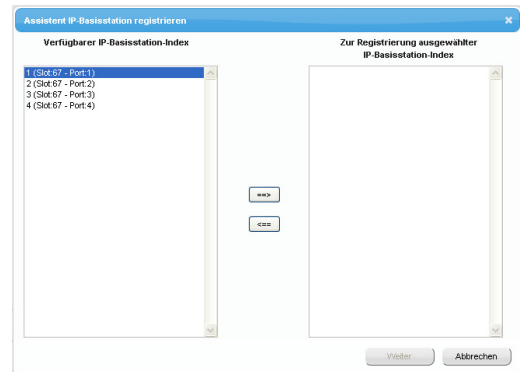 Assistent IP-Basisstation registrieren
Verfügbarer IP-Basisstation-Index
Zur Registrierung ausgewählter
IP-Basisstation-Index
1 (Slot:67 - Port:1)
2 (Slot:67 - Port:2)
3 (Slot:67 - Port:3)
4 (Slot:67 - Port:4)
==>
<==
Weiter
Abbrechen